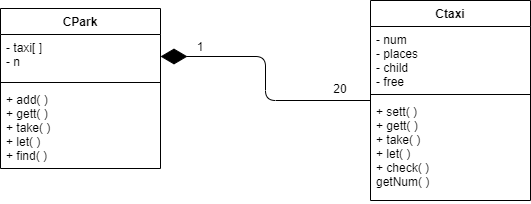 CPark
- taxi[ ]
- n
+ add( )
+ gett( )
+ take( )
+ let( )
+ find( )
1
20
Ctaxi
- num
- places
- child
- free
+ sett( )
+ gett( )
+ take( )
+ let( )
+ check( )
getNum( )